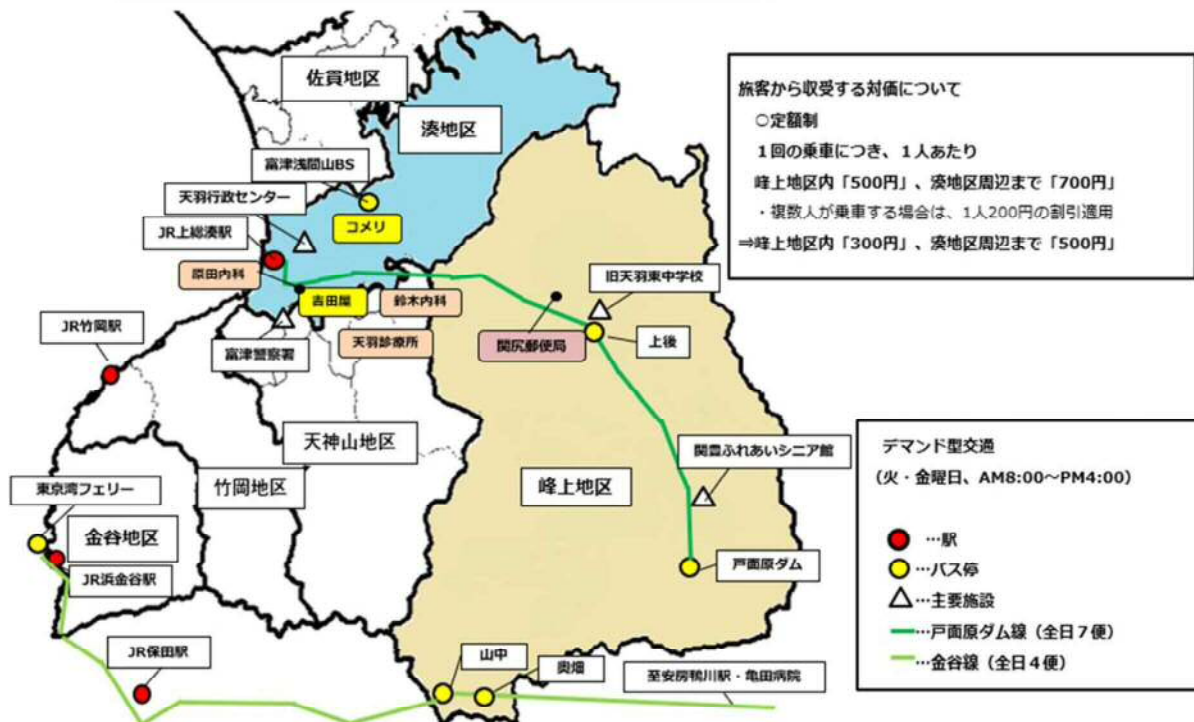 佐貫地区
湊地区
富津浅間山BS
天羽行政センター
コメリ
JR上総湊駅
原田内科
吉田屋
鈴木内科
富津警察署
天羽診療所
旧天羽東中学校
関尻郵便局
上後
JR竹岡駅
天神山地区
竹岡地区
東京湾フェリー
金谷地区
JR浜金谷駅
関豊ふれあいシニア館
峰上地区
戸面原ダム
JR保田駅
山中
奥畑
至安房鴨川駅・亀田病院
旅客から収受する対価について
○定額制
1回の乗車につき、1人あたり
峰上地区内「500円」、湊地区周辺まで「700円」
・複数人が乗車する場合は、1人200円の割引適用
⇒峰上地区内「300円」、湊地区周辺まで「500円」
デマンド型交通
(火・金曜日、AM8:00～PM4:00)
…駅
…バス停
…主要施設
…戸面原ダム線(全日7便)
…金谷線(全日4便)